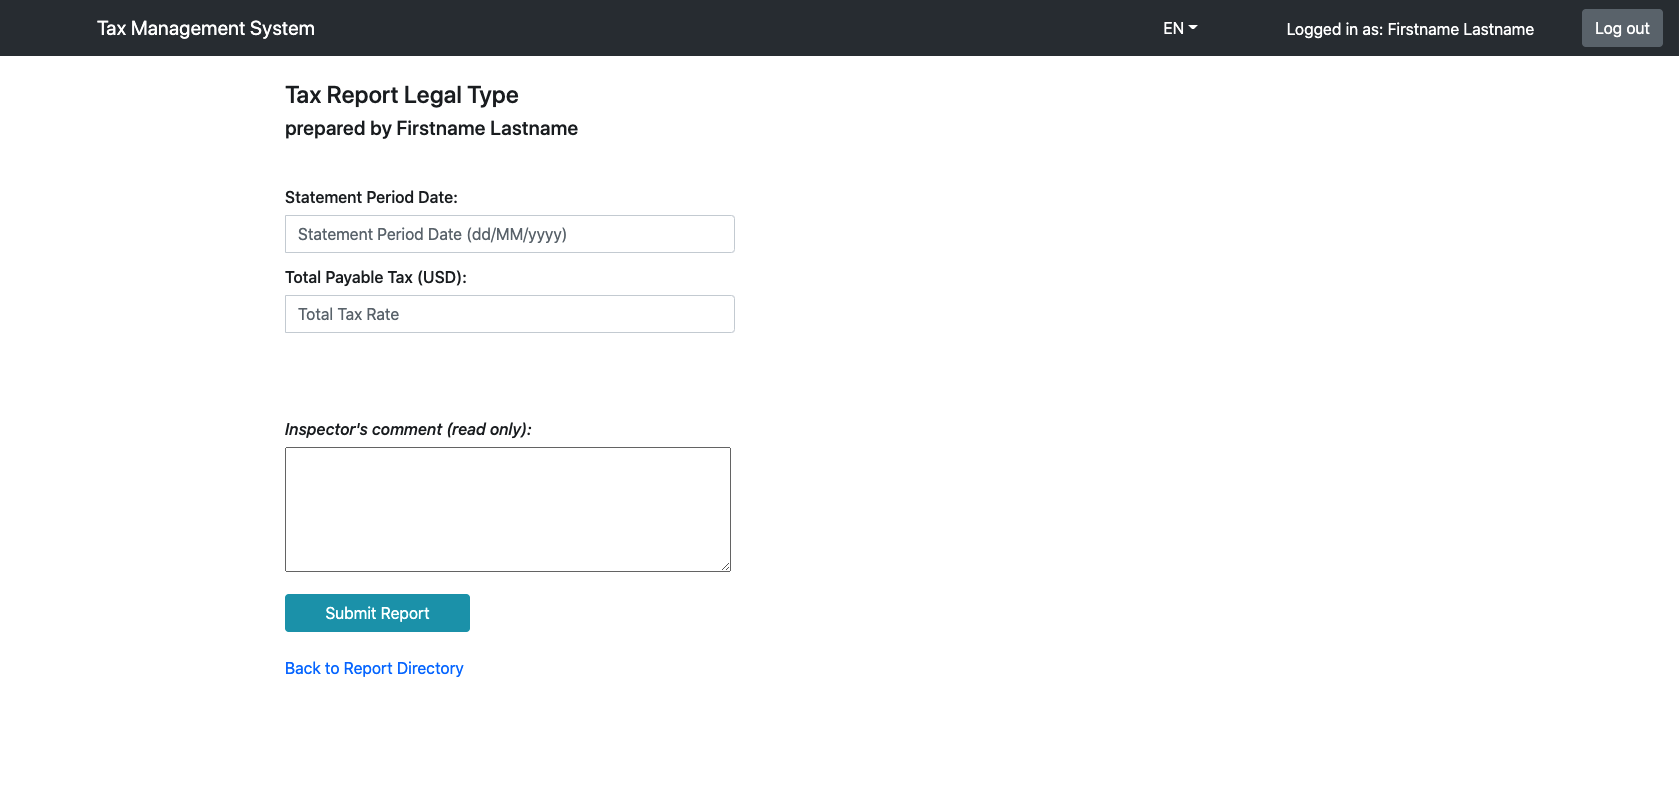 Tax Management System
EN
Logged in as: Firstname Lastname
Log out
Tax Report Legal Type
prepared by Firstname Lastname
Statement Period Date:
Statement Period Date (dd/MM/yyyy)
Total Payable Tax (USD):
Total Tax Rate
Inspector's comment (read only):
Submit Report
Back to Report Directory